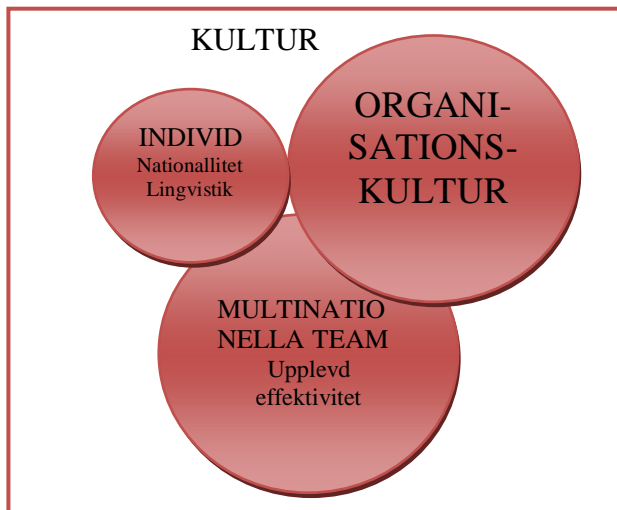 KULTUR
INDIVID
Nationallitet
Lingvistik
ORGANI-
SATIONS-
KULTUR
MULTINATIO
NELLA TEAM
Upplevd
effektivitet